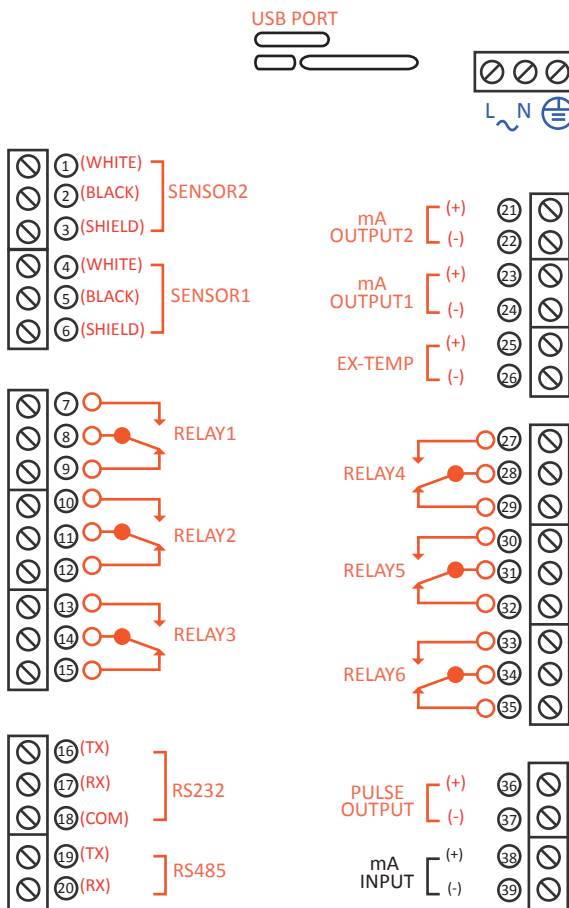 USB PORT
L N
1 (WHITE)
2 (BLACK) SENSOR2
3 (SHIELD)
4 (WHITE)
5 (BLACK) SENSOR1
6 (SHIELD)
7
8 RELAY1
9
10
11 RELAY2
12
13
14 RELAY3
15
16 (TX)
17 (RX) RS232
18 (COM)
19 (TX)
RS485
20 (RX)
mA (+) 21
OUTPUT2 (-) 22
mA (+) 23
OUTPUT1 (-) 24
(+) 25
EX-TEMP
(-) 26
27
RELAY4 28
29
30
RELAY5 31
32
33
RELAY6 34
35
PULSE (+) 36
OUTPUT (-) 37
mA (+) 38
INPUT (-) 39